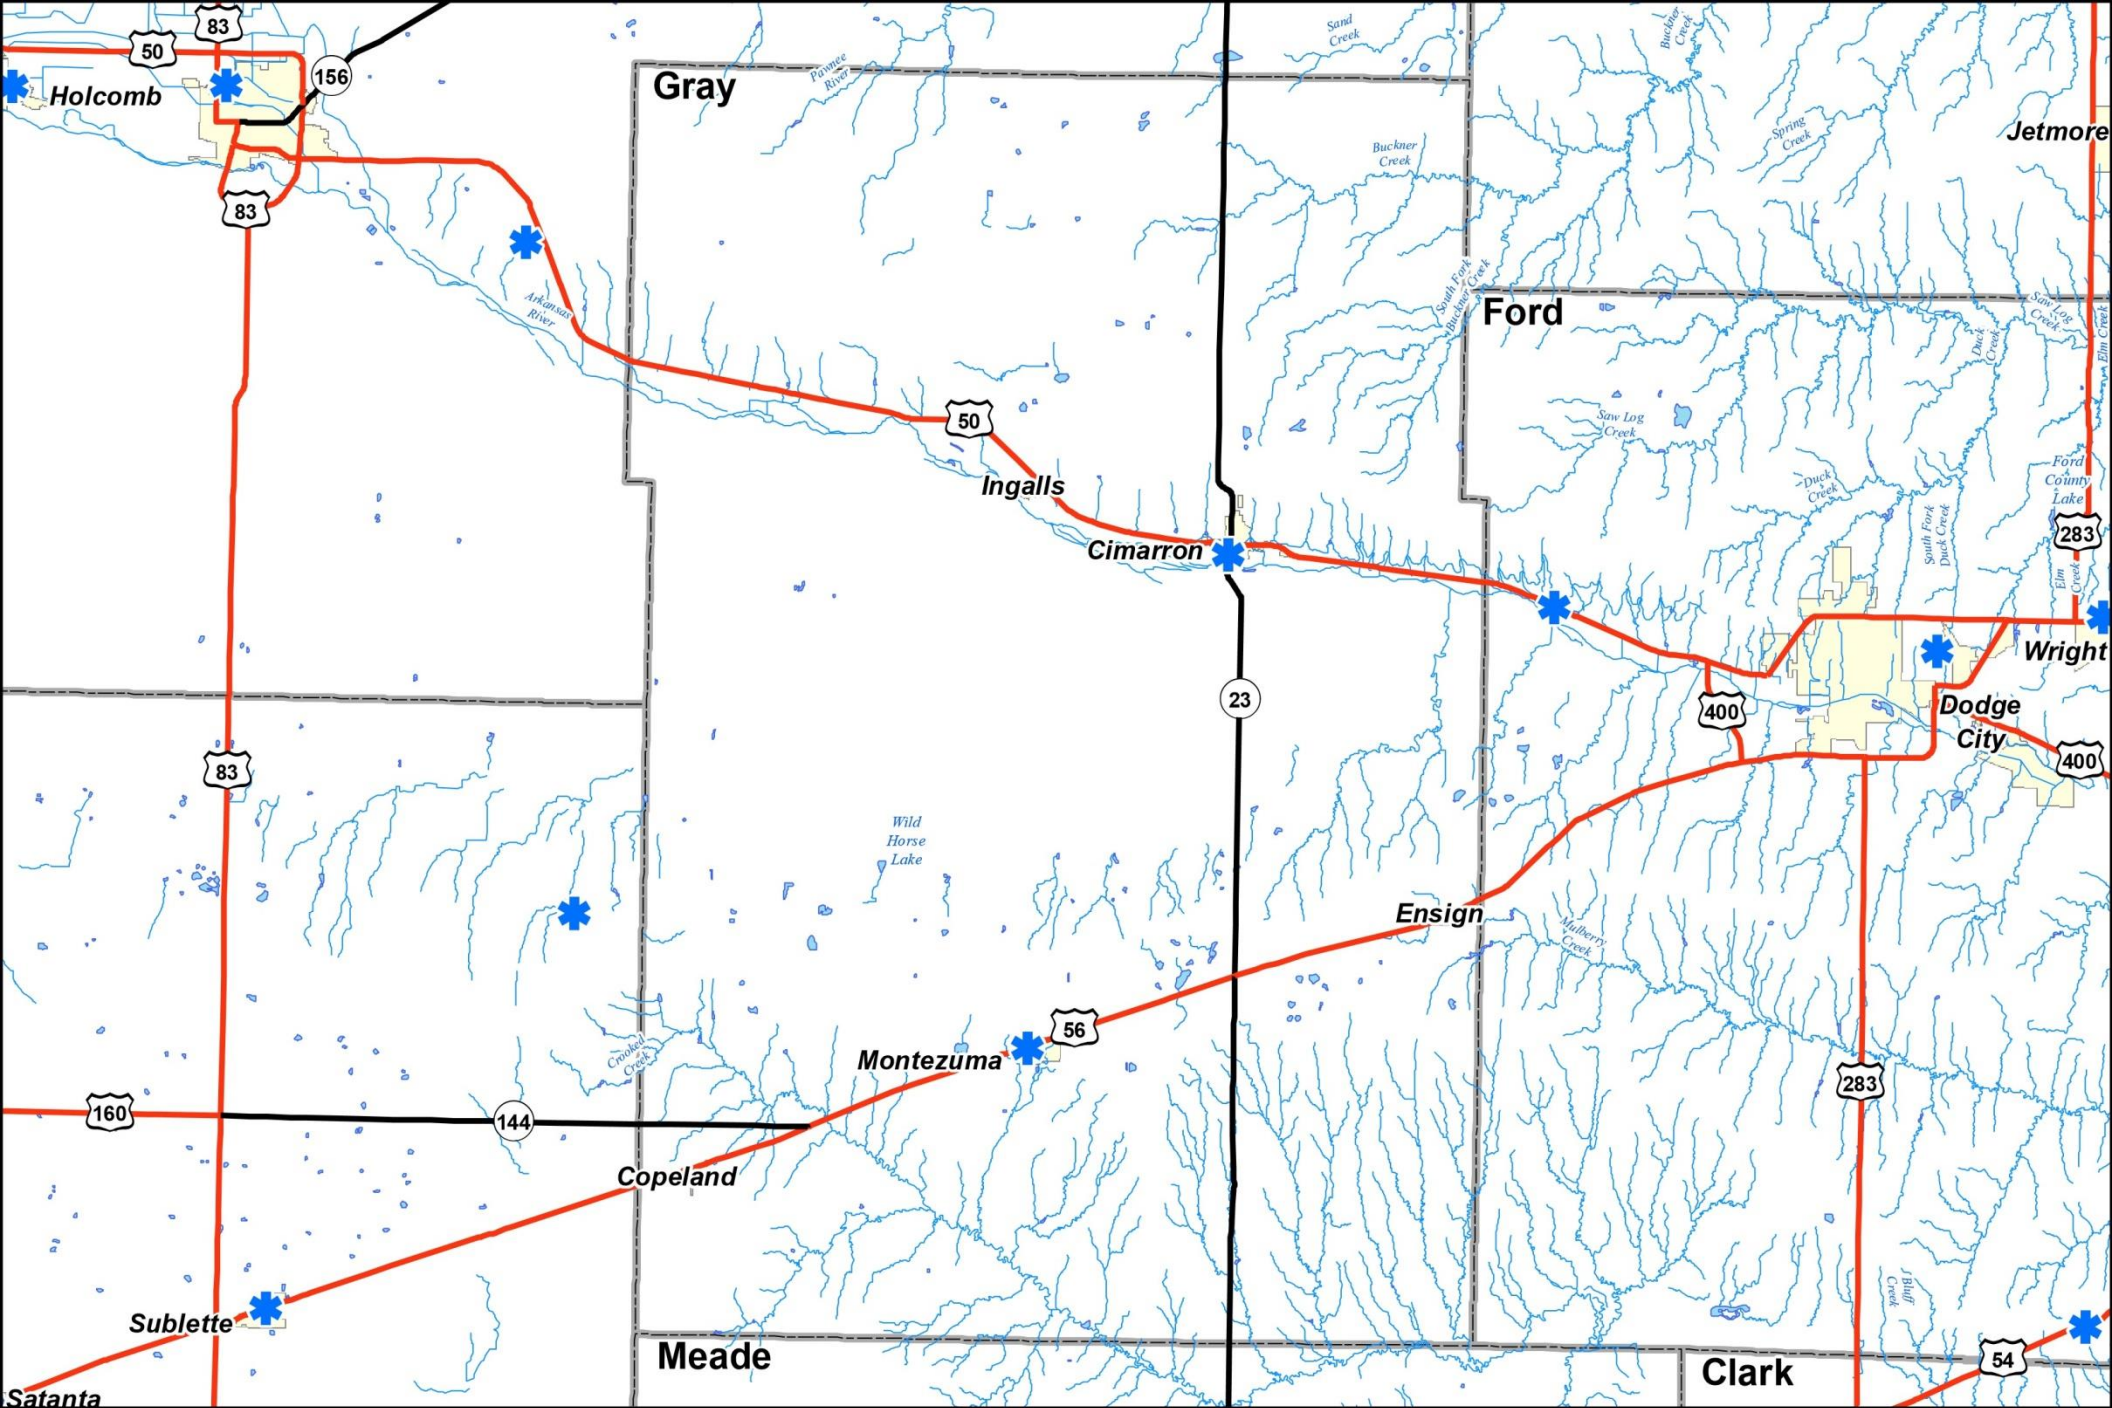 83
50
156
Holcomb
83
Gray
Pawnee
River
Sand
Creek
Buckner
Creek
Spring
Creek
Jetmore
Buckner
Creek
Arkansas
River
South Fork
Buckner Creek
Ford
Saw Log
Creek
Elm Creek
Duck
Creek
50
Saw Log
Creek
Ingalls
Duck
Creek
Ford
County
Lake
South Fork
Duck Creek
283
Cimarron
Elm
Creek
Wright
23
400
Dodge
City
400
83
Wild
Horse
Lake
Ensign
Mulberry
Creek
56
Montezuma
Crooked
Creek
283
160
144
Copeland
Bluff
Creek
Sublette
Meade
54
Clark
Satanta